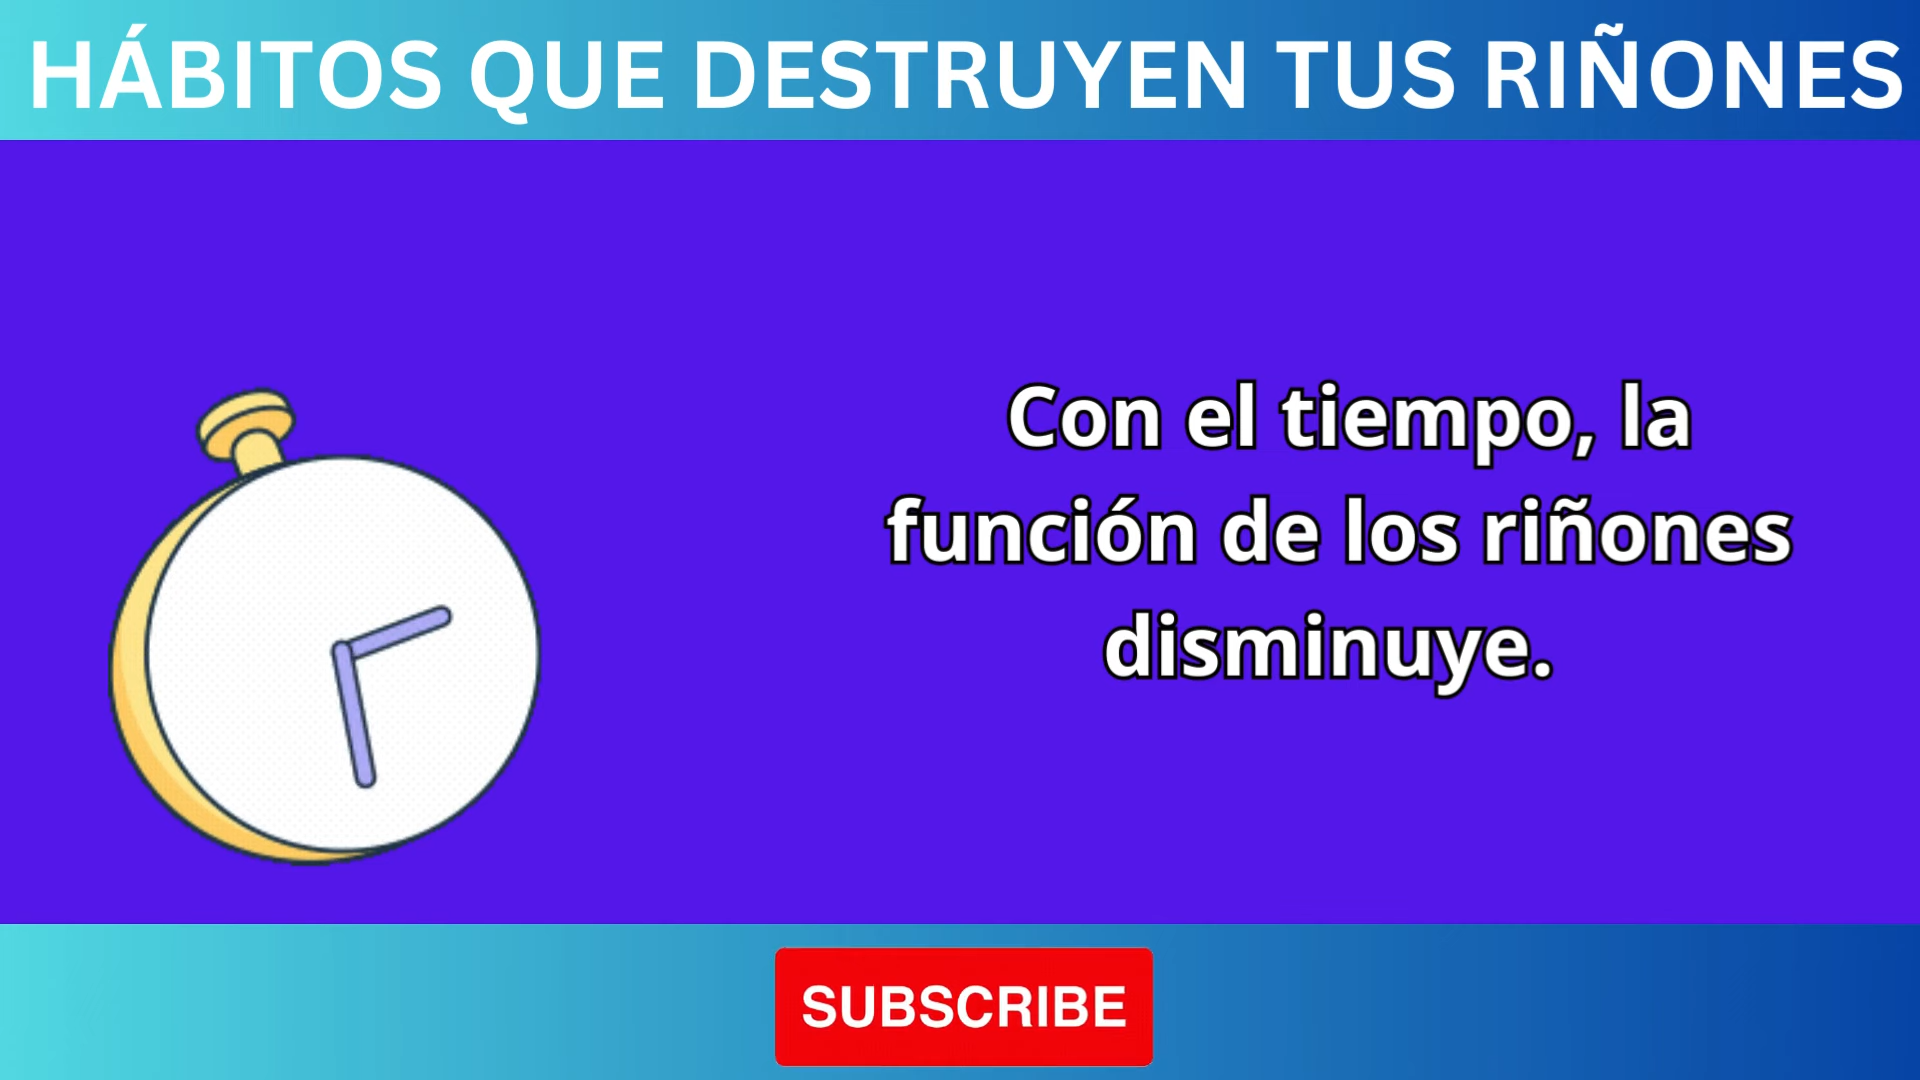 HÁBITOS QUE DESTRUYEN TUS RIÑONES
Con el tiempo, la
función de los riñones
disminuye.
SUBSCRIBE